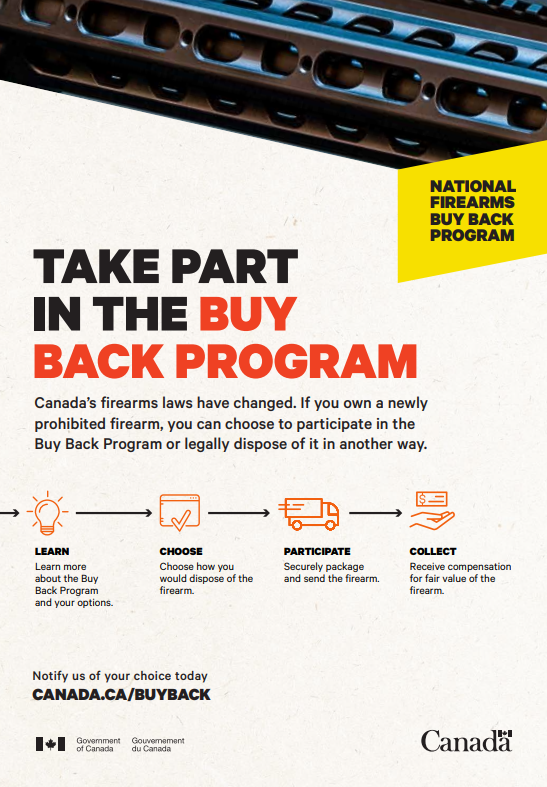 NATIONAL
FIREARMS
BUY BACK
PROGRAM
TAKE PART
IN THE BUY
BACK PROGRAM
Canada's firearms laws have changed. If you own a newly
prohibited firearm, you can choose to participate in the
Buy Back Program or legally dispose of it in another way.
LEARN
Learn more
about the Buy
Back Program
and your options.
CHOOSE
Choose how you
would dispose of the
firearm.
PARTICIPATE
Securely package
and send the firearm.
$
COLLECT
Receive compensation
for fair value of the
firearm.
Notify us of your choice today
CANADA.CA/BUYBACK
Government
of Canada
Gouvernement
du Canada
Canada